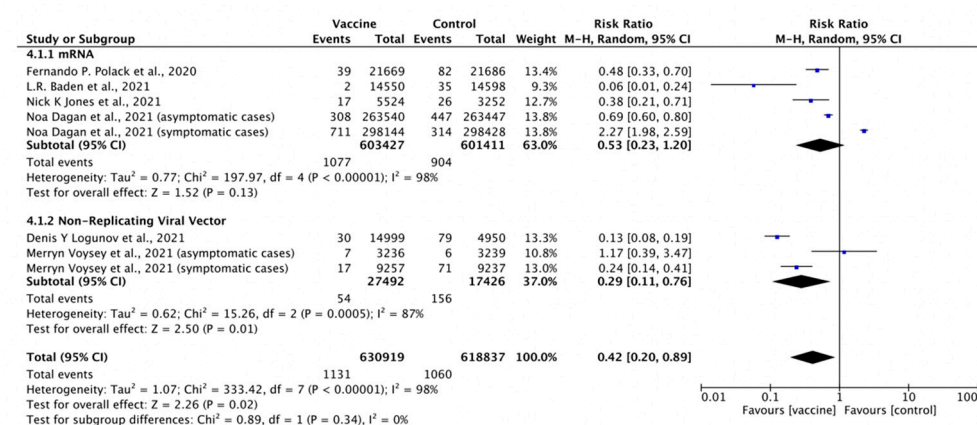 Vaccine Control Risk Ratio Risk Ratio
Study or Subgroup Events Total Events Total Weight M-H, Random, 95% CI M-H, Random, 95% CI
4.1.1 mRNA
Fernando P. Polack et al., 2020 39 21669 82 21686 13.4% 0.48 [0.33, 0.70]
L.R. Baden et al., 2021 2 14550 35 14598 9.3% 0.06 [0.01, 0.24]
Nick K Jones et al., 2021 17 5524 26 3252 12.7% 0.38 [0.21, 0.71]
Noa Dagan et al., 2021 (asymptomatic cases) 308 263540 447 263447 13.8% 0.69 [0.60, 0.80]
Noa Dagan et al., 2021 (symptomatic cases) 711 298144 314 298428 13.8% 2.27 [1.98, 2.59]
Subtotal (95% CI) 603427 601411 63.0% 0.53 [0.23, 1.20]
Total events 1077 904
Heterogeneity: Tau² = 0.77; Chi² = 197.97, df = 4 (P < 0.00001); I² = 98%
Test for overall effect: Z = 1.52 (P = 0.13)
4.1.2 Non-Replicating Viral Vector
Denis Y Logunov et al., 2021 30 14999 79 4950 13.3% 0.13 [0.08, 0.19]
Merryn Voysey et al., 2021 (asymptomatic cases) 7 3236 6 3239 10.8% 1.17 [0.39, 3.47]
Merryn Voysey et al., 2021 (symptomatic cases) 17 9257 71 9237 13.0% 0.24 [0.14, 0.41]
Subtotal (95% CI) 27492 17426 37.0% 0.29 [0.11, 0.76]
Total events 54 156
Heterogeneity: Tau² = 0.62; Chi² = 15.26, df = 2 (P = 0.0005); I² = 87%
Test for overall effect: Z = 2.50 (P = 0.01)
Total (95% CI) 630919 618837 100.0% 0.42 [0.20, 0.89]
Total events 1131 1060
Heterogeneity: Tau² = 1.07; Chi² = 333.42, df = 7 (P < 0.00001); I² = 98%
Test for overall effect: Z = 2.26 (P = 0.02)
Test for subgroup differences: Chi² = 0.89, df = 1 (P = 0.34), I² = 0%
0.01 0.1 1 10 100
Favours [vaccine] Favours [control]